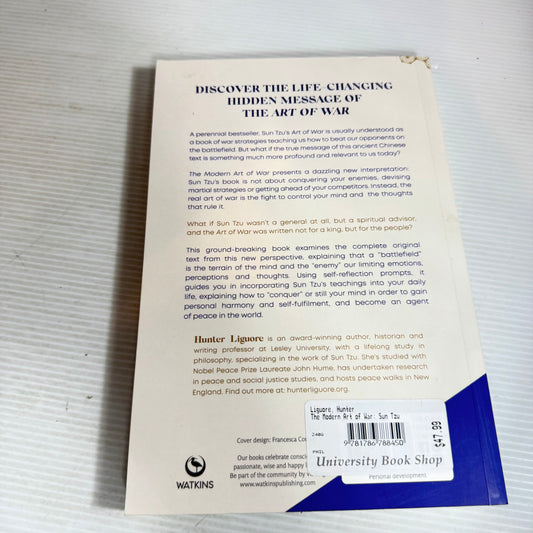 DISCOVER THE LIFE-CHANGING
HIDDEN MESSAGE OF
THE ART OF WAR
A perennial bestseller, Sun Tzu's Art of War is usually understood as
a book of war strategies teaching us how to beat our opponents on
the battlefield. But what if the true message of this ancient Chinese
text is something much more profound and relevant to us today?
The Modern Art of War presents a dazzling new interpretation:
Sun Tzu's book is not about conquering your enemies, devising
martial strategies or getting ahead of your competitors. Instead, the
real art of war is the fight to control your mind and the thoughts
that rule it.
What if Sun Tzu wasn't a general at all, but a spiritual advisor,
and the Art of War was written not for a king, but for the people?
This ground-breaking book examines the complete original
text from this new perspective, explaining that a "battlefield"
is the terrain of the mind and the "enemy" our limiting emotions,
perceptions and thoughts. Using self-reflection prompts, it
guides you in incorporating Sun Tzu's teachings into your daily
life, explaining how to "conquer" or still your mind in order to gain
personal harmony and self-fulfilment, and become an agent
of peace in the world.
Hunter Liguore is an award-winning author, historian and
writing professor at Lesley University, with a lifelong study in
philosophy, specializing in the work of Sun Tzu. She's studied with
Nobel Peace Prize Laureate John Hume, has undertaken research
in peace and social justice studies, and hosts peace walks in New
England. Find out more at: hunterliguore.org.
Cover design: Francesca Co
Our books celebrate consc
passionate, wise and happy l
Be part of the community by v
www.watkinspublishing.com
WATKINS
Liguore, Hunter
The Modern Art of War: Sun Tzu
2406
9 781786 788450
PHIL
$47.99
University Book Shop
Personal development